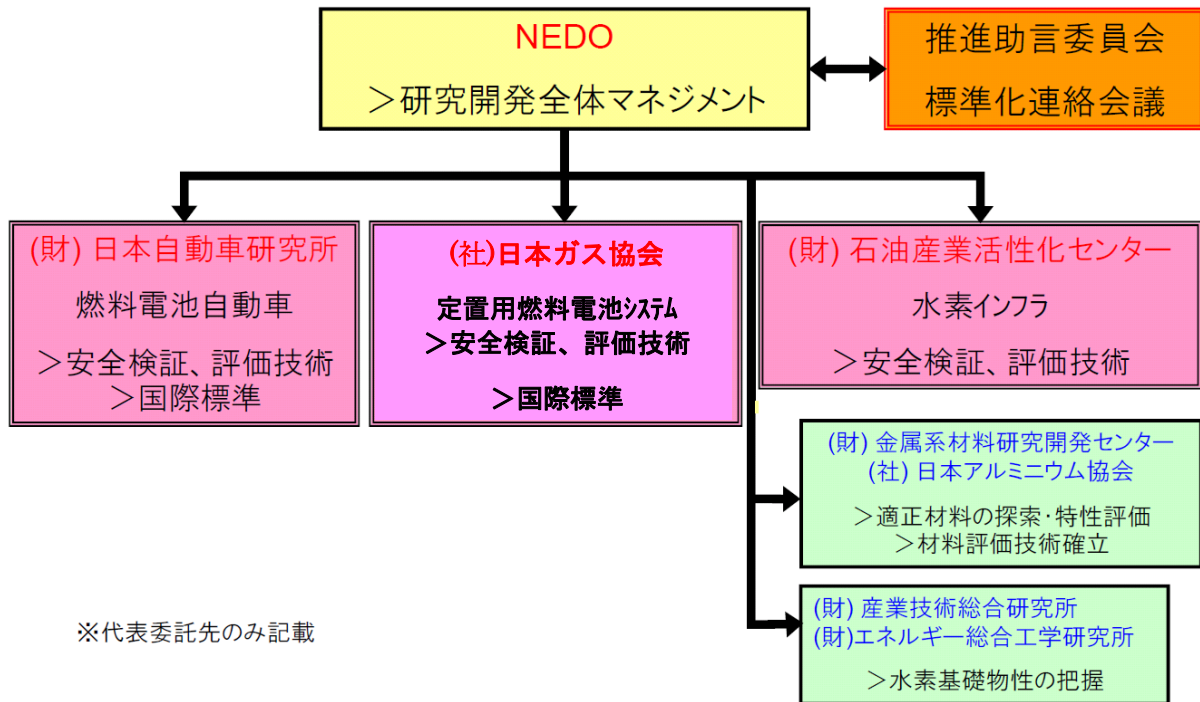 NEDO
＞研究開発全体マネジメント
推進助言委員会
標準化連絡会議
(財) 日本自動車研究所
燃料電池自動車
＞安全検証、評価技術
＞国際標準
(社)日本ガス協会
定置用燃料電池ｼｽﾃﾑ
＞安全検証、評価技術
＞国際標準
(財) 石油産業活性化センター
水素インフラ
＞安全検証、評価技術
(財) 金属系材料研究開発センター
(社) 日本アルミニウム協会
＞適正材料の探索･特性評価
＞材料評価技術確立
(財) 産業技術総合研究所
(財)エネルギー総合工学研究所
＞水素基礎物性の把握
※代表委託先のみ記載